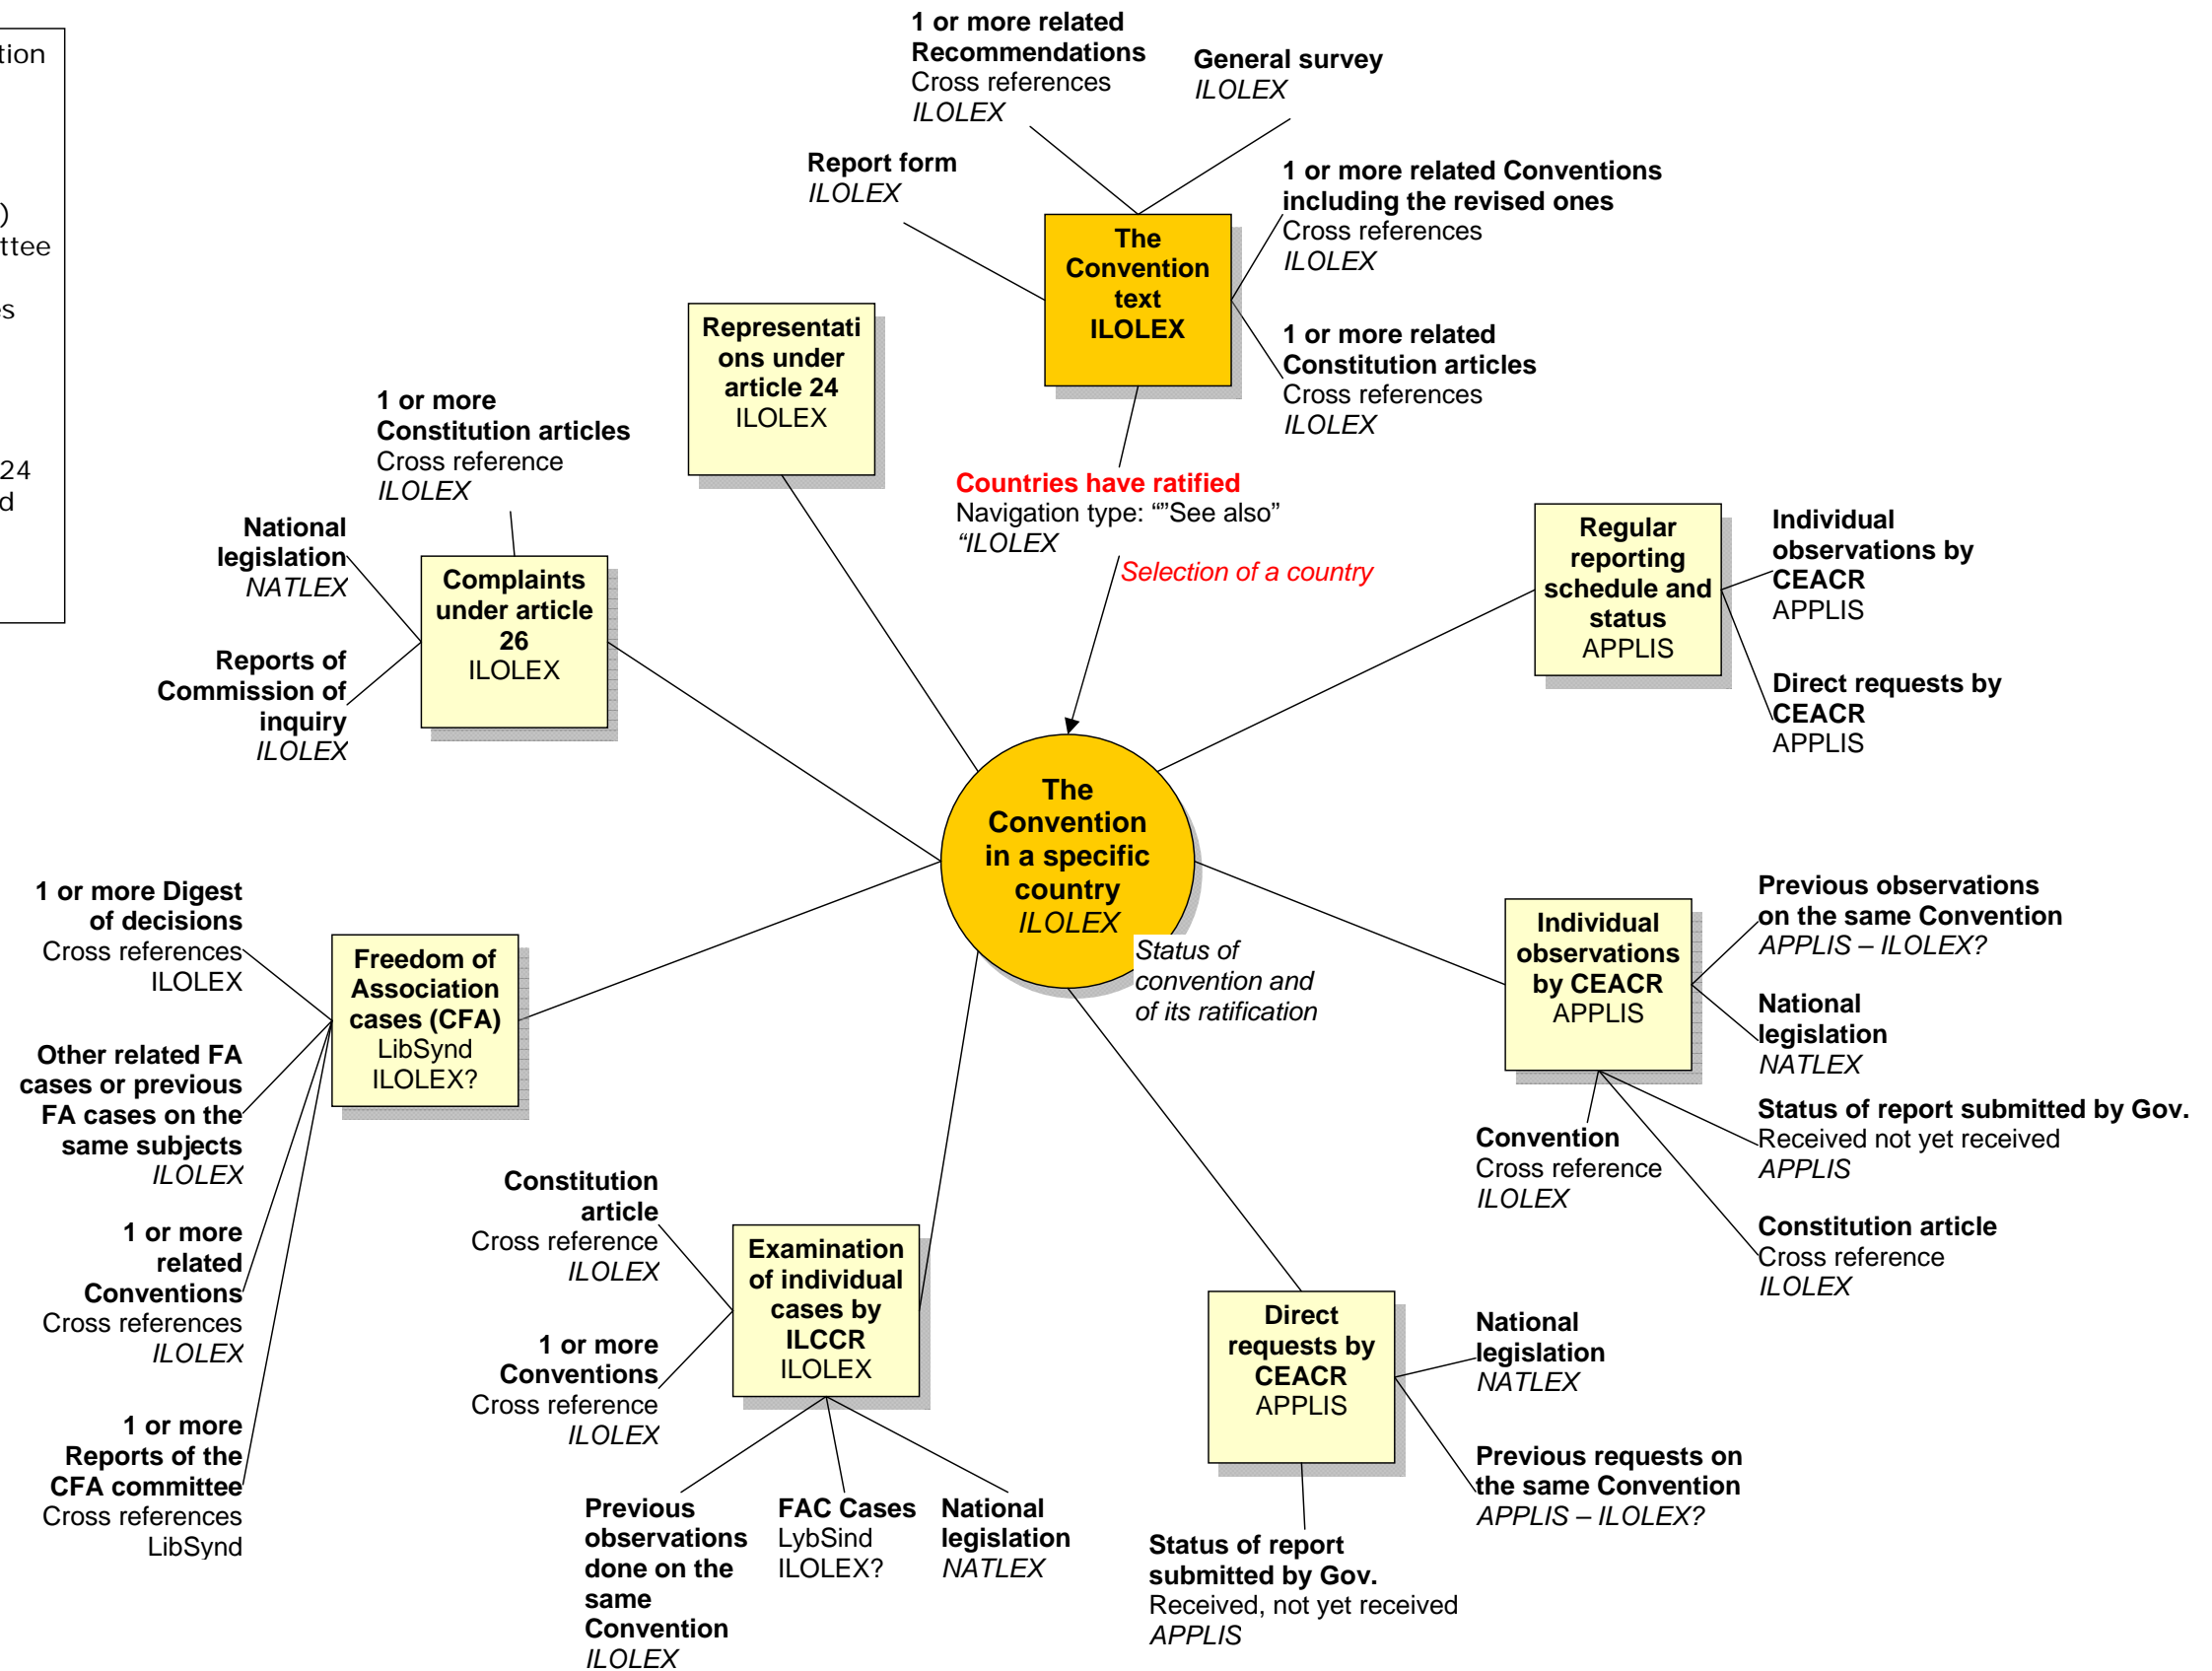 tion
)
ttee
es
24
d
1 or more related
Recommendations
Cross references
ILOLEX
General survey
ILOLEX
Report form
ILOLEX
1 or more related Conventions
including the revised ones
Cross references
ILOLEX
The
Convention
text
ILOLEX
1 or more related
Constitution articles
Cross references
ILOLEX
Representati
ons under
article 24
ILOLEX
1 or more
Constitution articles
Cross reference
ILOLEX
Countries have ratified
Navigation type: “”See also”
“ILOLEX
Selection of a country
National
legislation
NATLEX
Complaints
under article
26
ILOLEX
Reports of
Commission of
inquiry
ILOLEX
Regular
reporting
schedule and
status
APPLIS
Individual
observations by
CEACR
APPLIS
Direct requests by
CEACR
APPLIS
The
Convention
in a specific
country
ILOLEX
Status of
convention and
of its ratification
1 or more Digest
of decisions
Cross references
ILOLEX
Freedom of
Association
cases (CFA)
LibSynd
ILOLEX?
Other related FA
cases or previous
FA cases on the
same subjects
ILOLEX
1 or more
related
Conventions
Cross references
ILOLEX
1 or more
Reports of the
CFA committee
Cross references
LibSynd
Individual
observations
by CEACR
APPLIS
Previous observations
on the same Convention
APPLIS – ILOLEX?
National
legislation
NATLEX
Status of report submitted by Gov.
Received not yet received
APPLIS
Convention
Cross reference
ILOLEX
Constitution article
Cross reference
ILOLEX
Constitution
article
Cross reference
ILOLEX
Examination
of individual
cases by
ILCCR
ILOLEX
1 or more
Conventions
Cross reference
ILOLEX
Previous
observations
done on the
same
Convention
ILOLEX
FAC Cases
LybSind
ILOLEX?
National
legislation
NATLEX
Direct
requests by
CEACR
APPLIS
National
legislation
NATLEX
Previous requests on
the same Convention
APPLIS – ILOLEX?
Status of report
submitted by Gov.
Received, not yet received
APPLIS